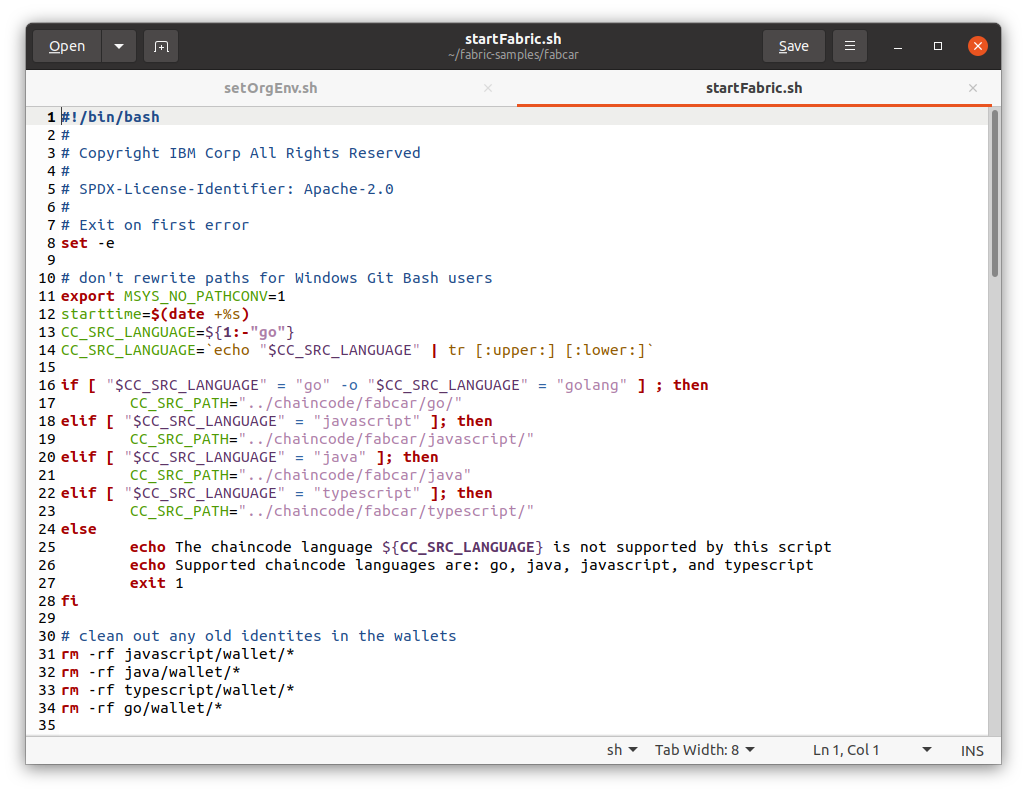 Open
startFabric.sh
~/fabric-samples/fabcar
Save
setOrgEnv.sh
startFabric.sh
1 #!/bin/bash
2 #
3 # Copyright IBM Corp All Rights Reserved
4 #
5 # SPDX-License-Identifier: Apache-2.0
6 #
7 # Exit on first error
8 set -e
9
10 # don't rewrite paths for Windows Git Bash users
11 export MSYS_NO_PATHCONV=1
12 starttime=$(date +%s)
13 CC_SRC_LANGUAGE=${1:-"go"}
14 CC_SRC_LANGUAGE=`echo "$CC_SRC_LANGUAGE" | tr [:upper:] [:lower:]`
15
16 if [ "$CC_SRC_LANGUAGE" = "go" -o "$CC_SRC_LANGUAGE" = "golang" ] ; then
17         CC_SRC_PATH="../chaincode/fabcar/go/"
18 elif [ "$CC_SRC_LANGUAGE" = "javascript" ]; then
19         CC_SRC_PATH="../chaincode/fabcar/javascript/"
20 elif [ "$CC_SRC_LANGUAGE" = "java" ]; then
21         CC_SRC_PATH="../chaincode/fabcar/java"
22 elif [ "$CC_SRC_LANGUAGE" = "typescript" ]; then
23         CC_SRC_PATH="../chaincode/fabcar/typescript/"
24 else
25         echo The chaincode language ${CC_SRC_LANGUAGE} is not supported by this script
26         echo Supported chaincode languages are: go, java, javascript, and typescript
27         exit 1
28 fi
29
30 # clean out any old identites in the wallets
31 rm -rf javascript/wallet/*
32 rm -rf java/wallet/*
33 rm -rf typescript/wallet/*
34 rm -rf go/wallet/*
35
sh Tab Width: 8 Ln 1, Col 1 INS